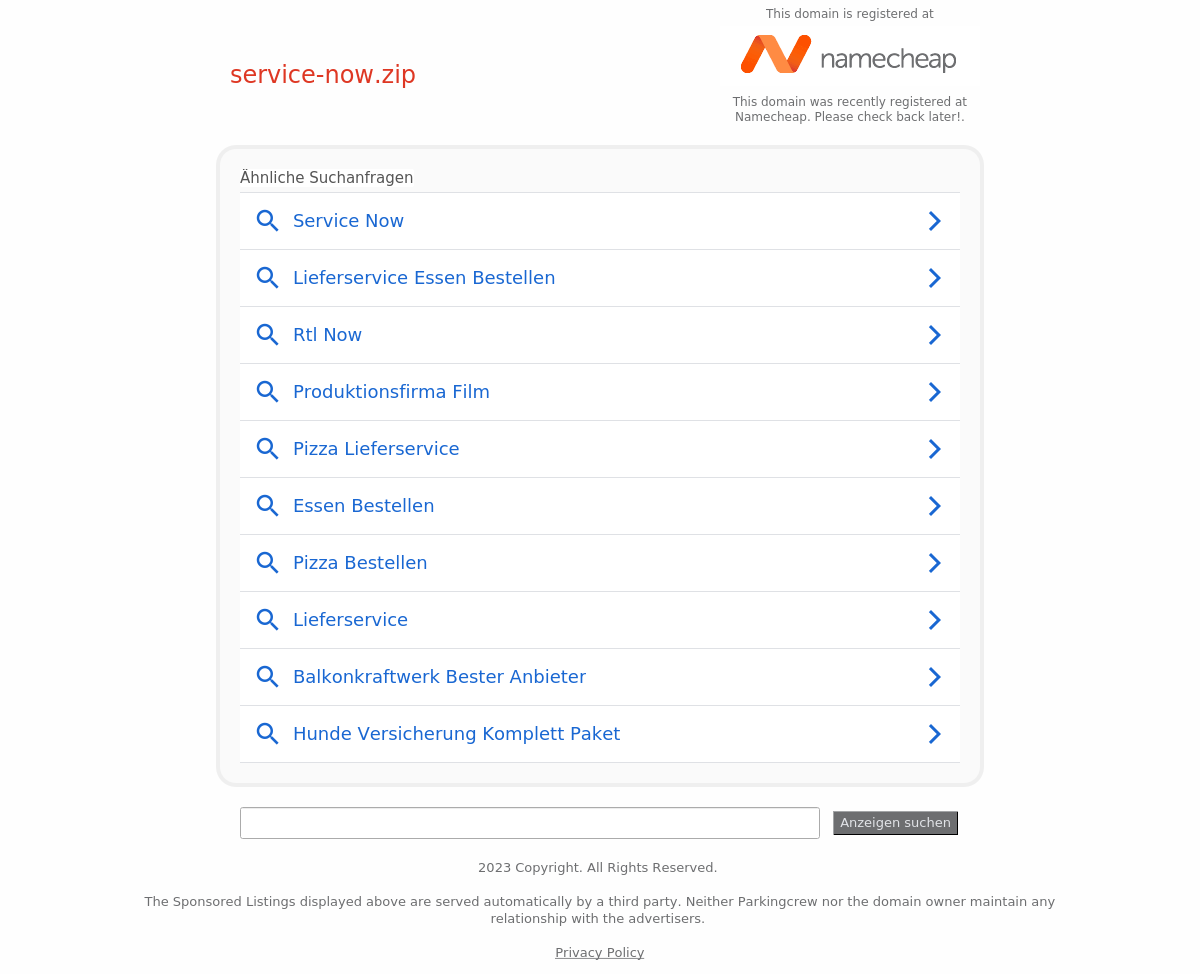 This domain is registered at
namecheap
service-now.zip
This domain was recently registered at
Namecheap. Please check back later!.
Ähnliche Suchanfragen
Service Now
Lieferservice Essen Bestellen
Rtl Now
Produktionsfirma Film
Pizza Lieferservice
Essen Bestellen
Pizza Bestellen
Lieferservice
Balkonkraftwerk Bester Anbieter
Hunde Versicherung Komplett Paket
Anzeigen suchen
2023 Copyright. All Rights Reserved.
The Sponsored Listings displayed above are served automatically by a third party. Neither Parkingcrew nor the domain owner maintain any
relationship with the advertisers.
Privacy Policy